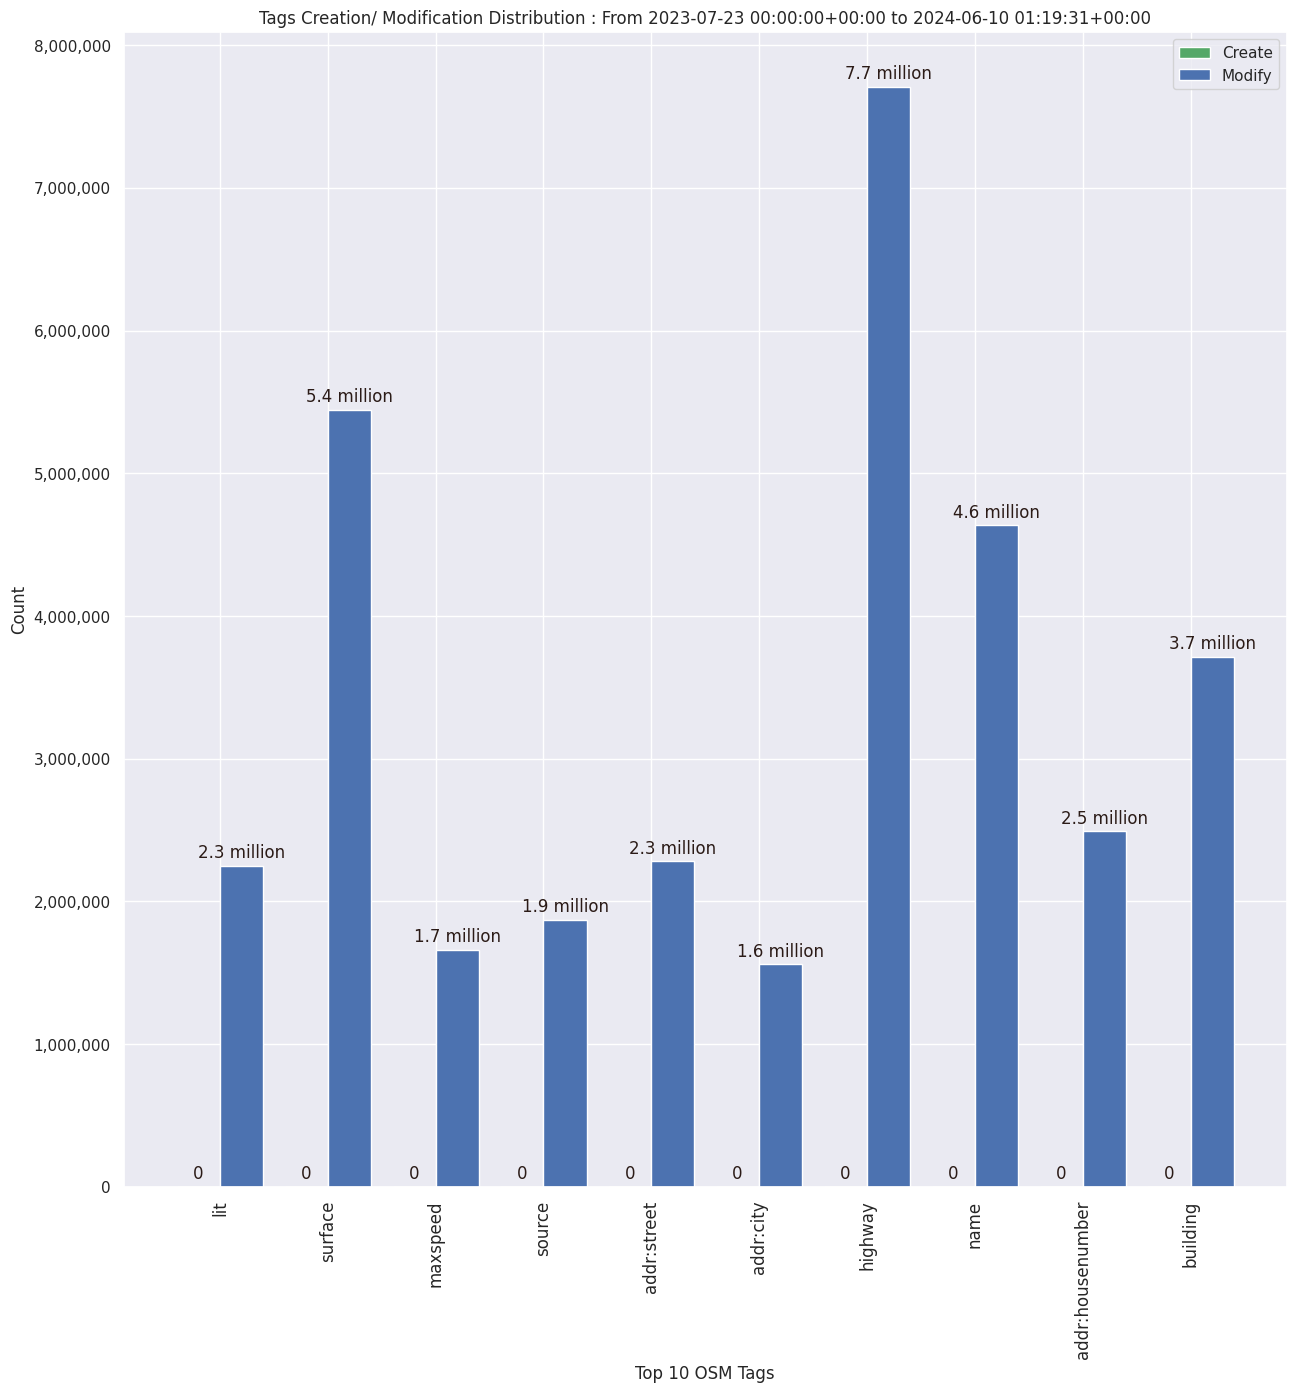 Tags Creation/ Modification Distribution : From 2023-07-23 00:00:00+00:00 to 2024-06-10 01:19:31+00:00
Create
Modify
8,000,000
7,000,000
6,000,000
5,000,000
4,000,000
3,000,000
2,000,000
1,000,000
0
Count
0
2.3 million
0
5.4 million
0
1.7 million
0
1.9 million
0
2.3 million
0
1.6 million
0
7.7 million
0
4.6 million
0
2.5 million
0
3.7 million
lit
surface
maxspeed
source
addr:street
addr:city
highway
name
addr:housenumber
building
Top 10 OSM Tags